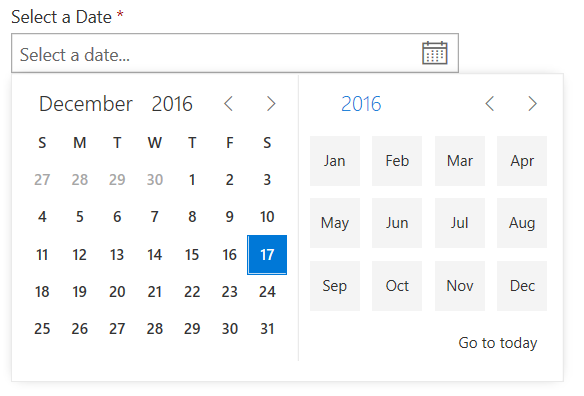 Select a Date *
Select a date...
December 2016
S M T W T F S
27 28 29 30 1 2 3
4 5 6 7 8 9 10
11 12 13 14 15 16 17
18 19 20 21 22 23 24
25 26 27 28 29 30 31
2016
Jan Feb Mar Apr
May Jun Jul Aug
Sep Oct Nov Dec
Go to today